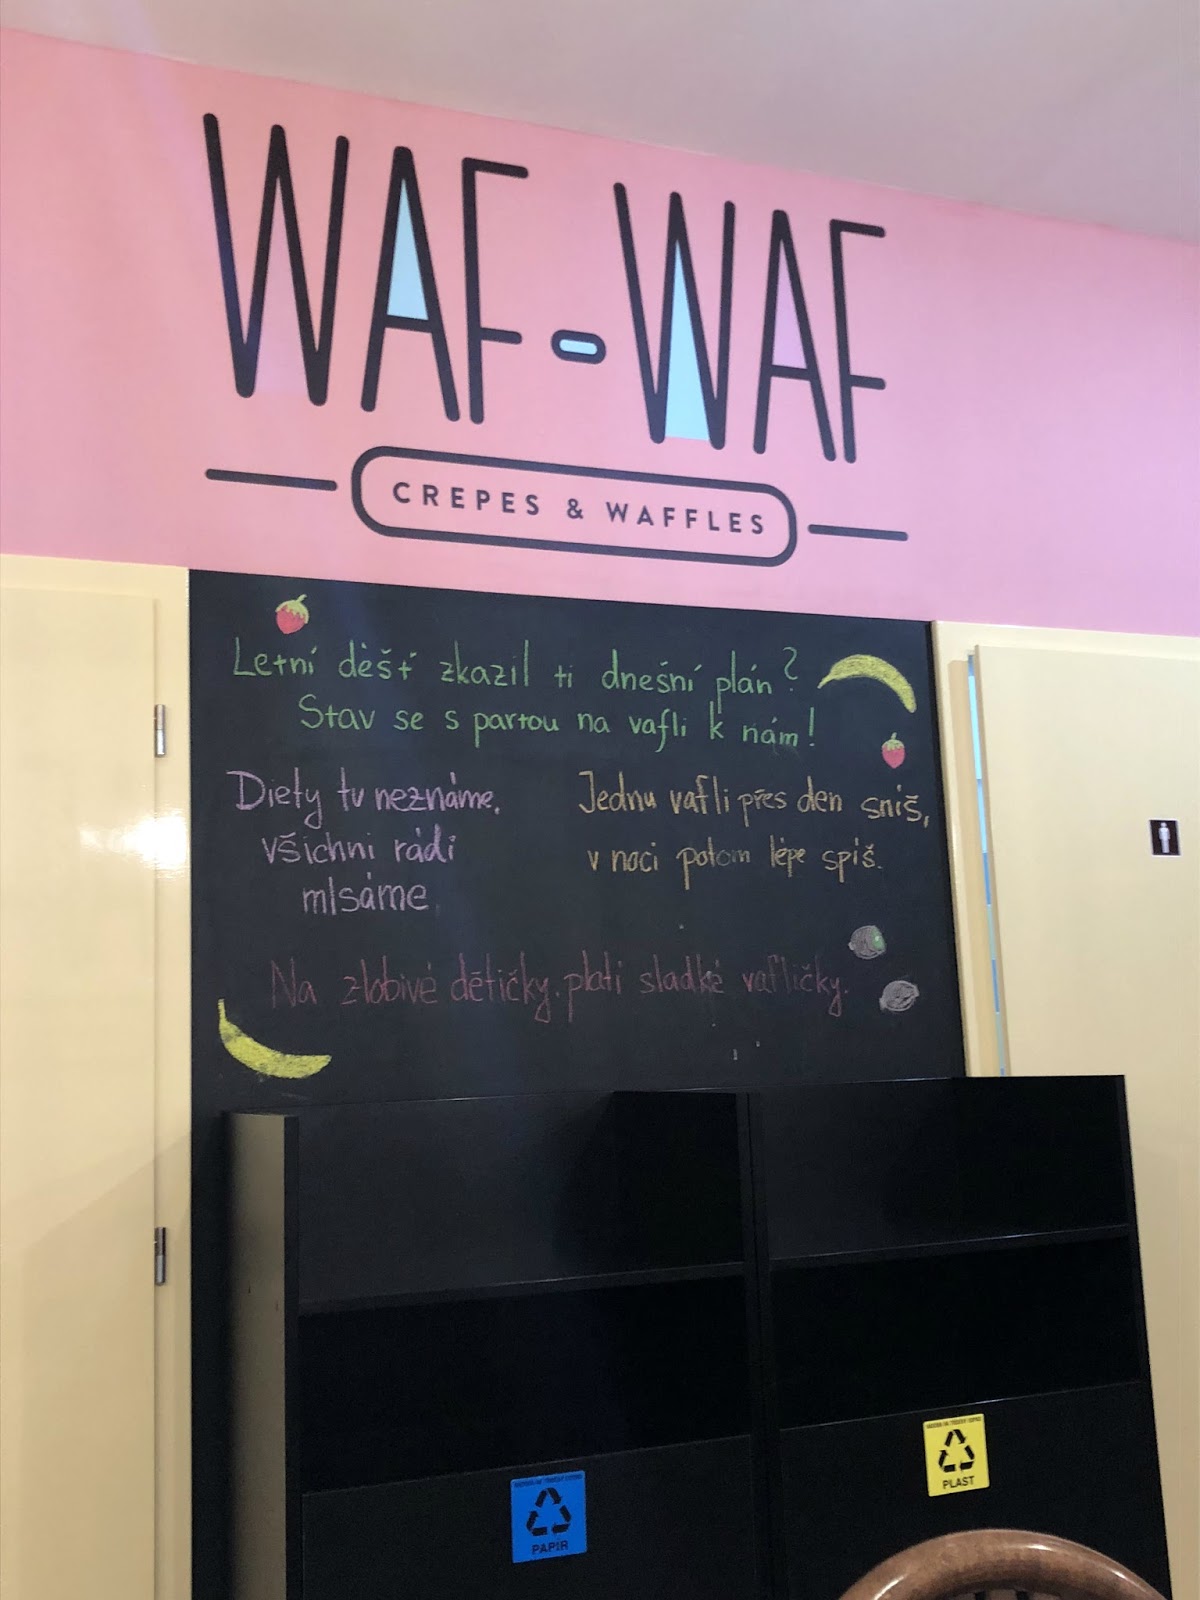 WAF-WAF
CREPES & WAFFLES
Letní déšť zkazil ti dnešní plán?
Stav se s partou na vafli k nám!
Diety tu neznáme,
všichni rádi
mlsáme
Jednu vafli přes den sníš,
v noci potom lépe spíš.
Na zlobivé dětičky platí sladké vafličky.
PAPÍR
PLAST